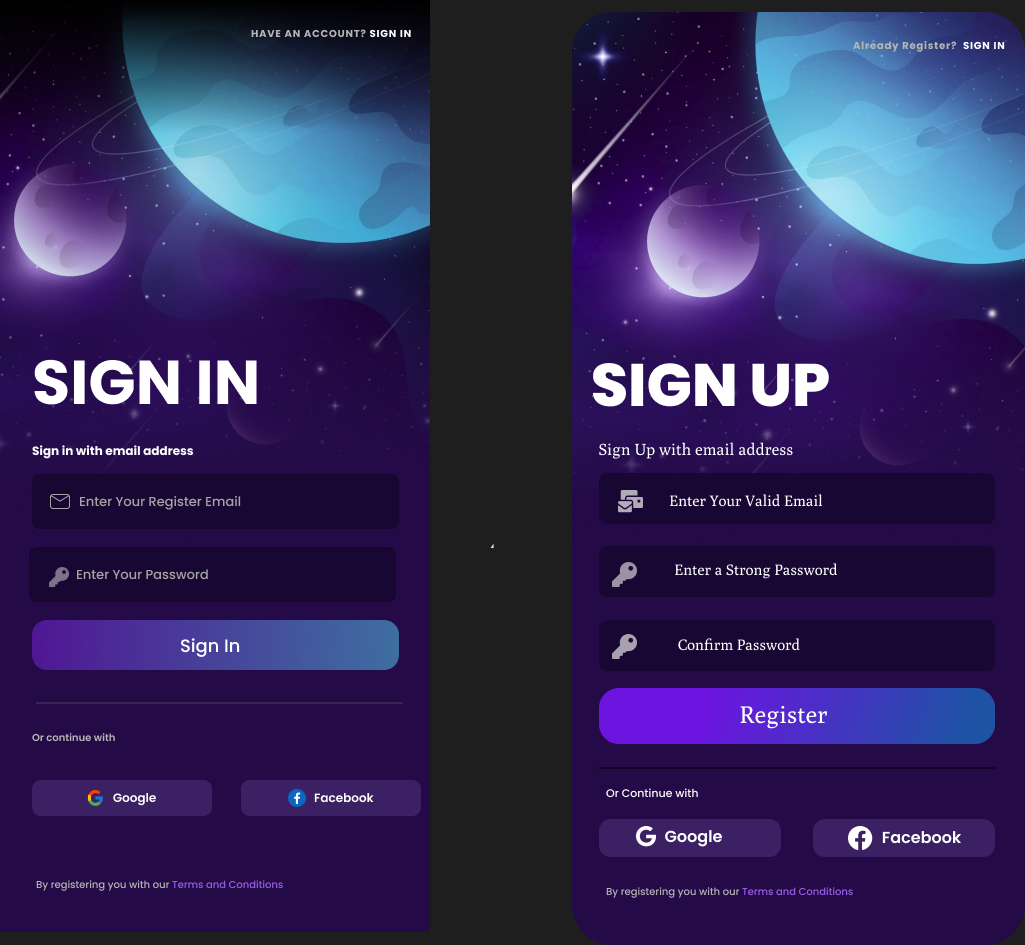 HAVE AN ACCOUNT? SIGN IN
SIGN IN
Sign in with email address
Enter Your Register Email
Enter Your Password
Sign In
Or continue with
Google
Facebook
By registering you with our Terms and Conditions
Already Register? SIGN IN
SIGN UP
Sign Up with email address
Enter Your Valid Email
Enter a Strong Password
Confirm Password
Register
Or Continue with
Google
Facebook
By registering you with our Terms and Conditions